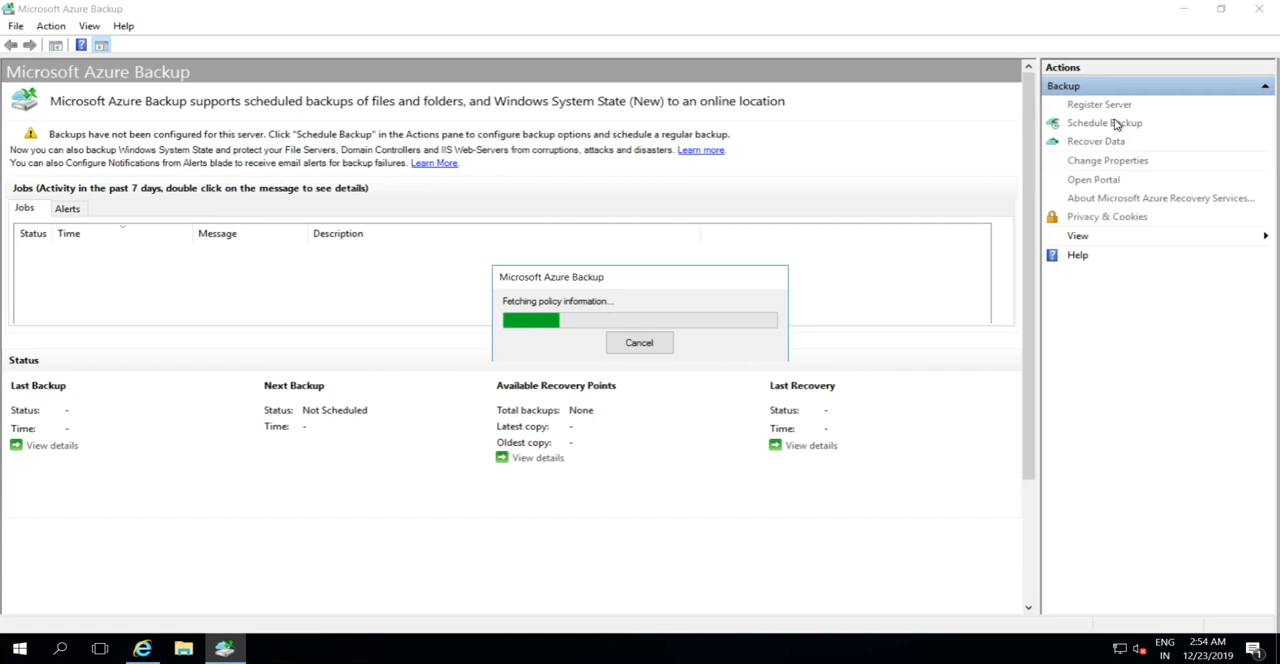 Microsoft Azure Backup
File Action View Help
Microsoft Azure Backup
Microsoft Azure Backup supports scheduled backups of files and folders, and Windows System State (New) to an online location
Backups have not been configured for this server. Click "Schedule Backup" in the Actions pane to configure backup options and schedule a regular backup.
Now you can also backup Windows System State and protect your File Servers, Domain Controllers and IIS Web-Servers from corruptions, attacks and disasters. Learn more.
You can also Configure Notifications from Alerts blade to receive email alerts for backup failures. Learn More.
Jobs (Activity in the past 7 days, double click on the message to see details)
Jobs Alerts
Status Time Message Description
Microsoft Azure Backup
Fetching policy information...
Cancel
Status
Last Backup Next Backup Available Recovery Points Last Recovery
Status: - Status: Not Scheduled Total backups: None Status: -
Time: - Time: - Latest copy: - Time: -
Oldest copy: -
View details View details View details
Actions
Backup
Register Server
Schedule Backup
Recover Data
Change Properties
Open Portal
About Microsoft Azure Recovery Services...
Privacy & Cookies
View
Help
ENG 2:54 AM
IN 12/23/2019
1